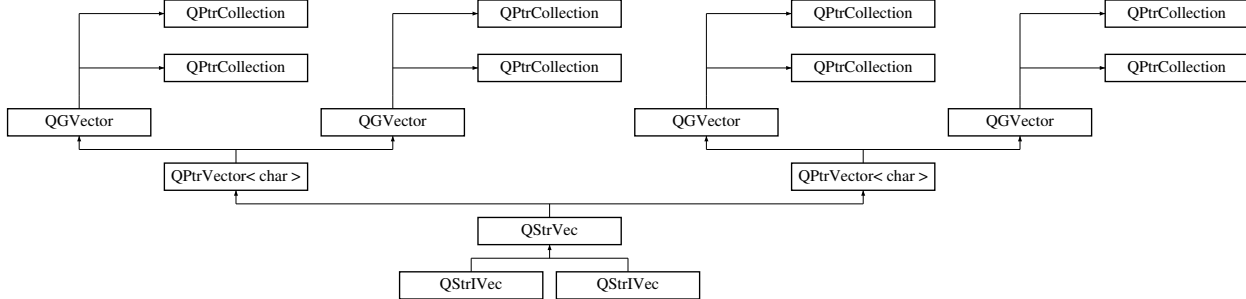 QPtrCollection QPtrCollection QPtrCollection QPtrCollection
QPtrCollection QPtrCollection QPtrCollection QPtrCollection
QGVector QGVector QGVector QGVector
QPtrVector< char > QPtrVector< char >
QStrVec
QStrIVec QStrIVec